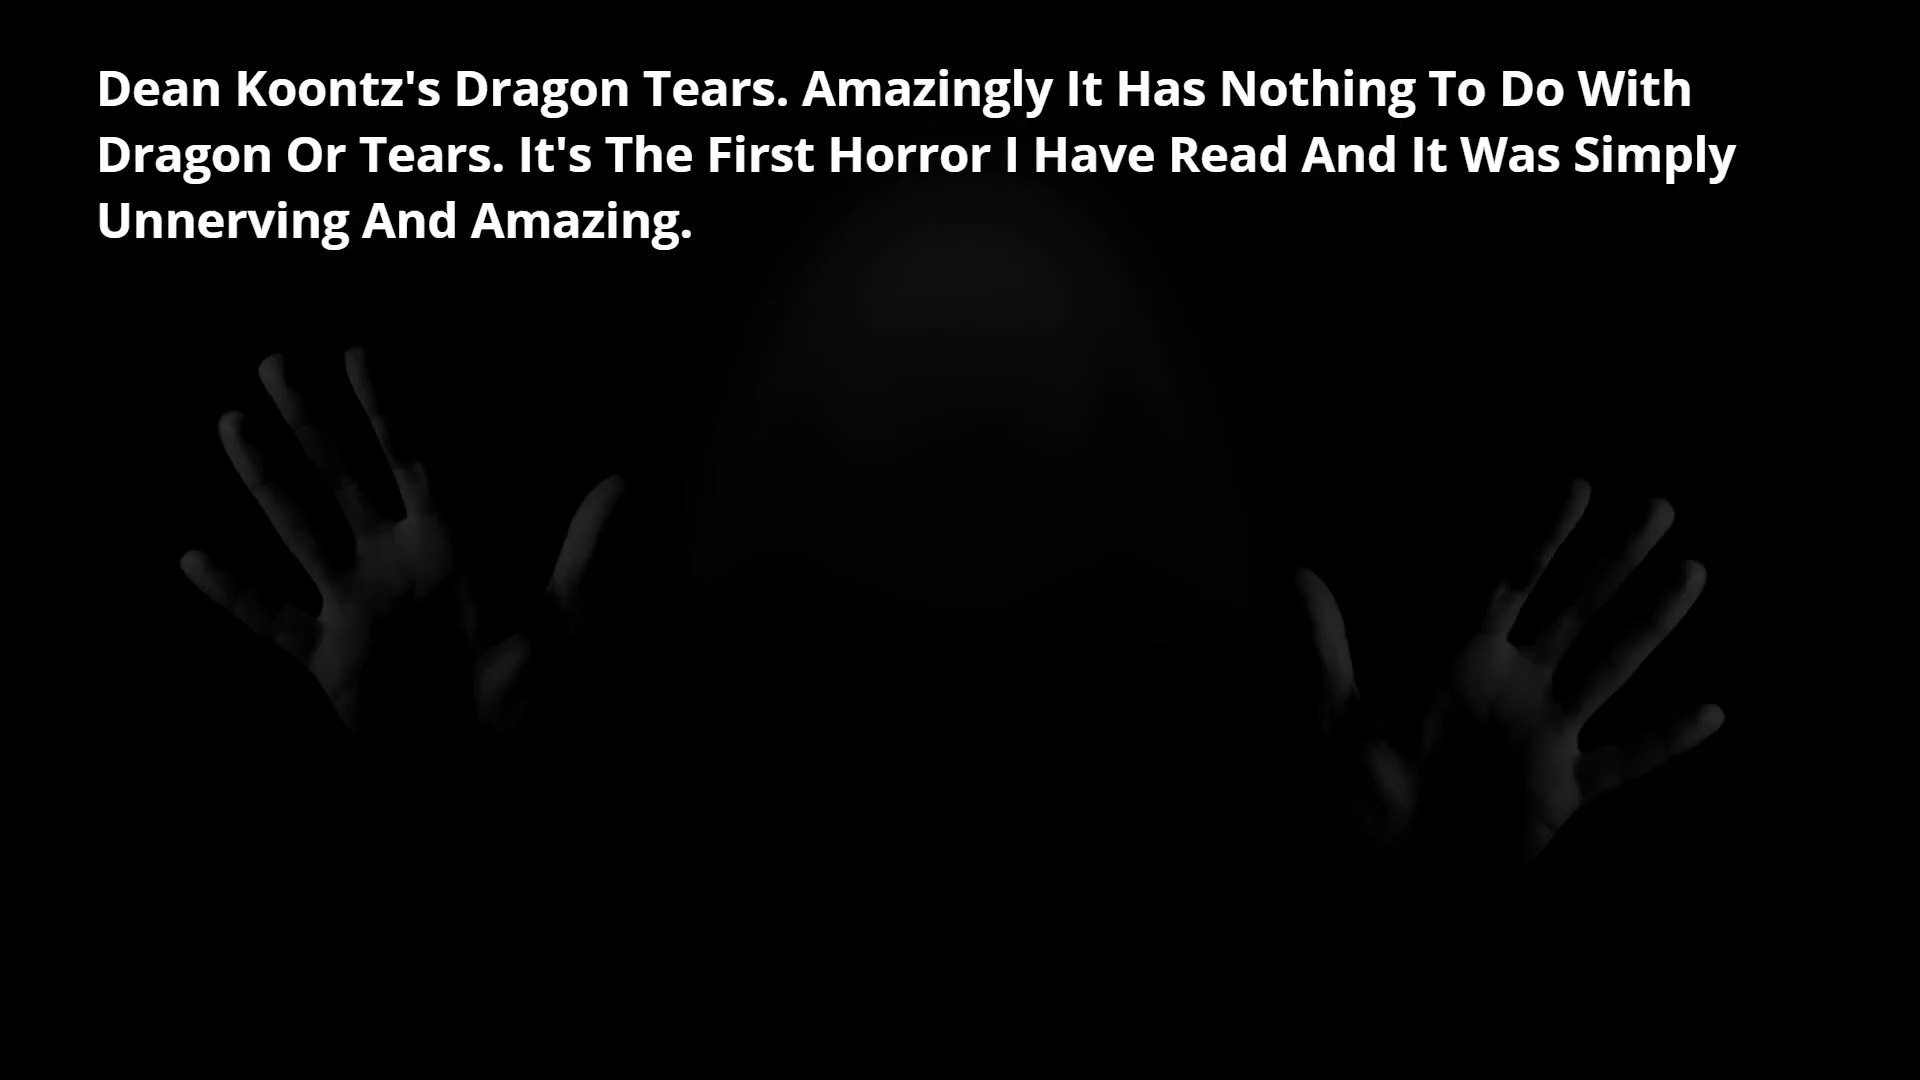 Dean Koontz's Dragon Tears. Amazingly It Has Nothing To Do With
Dragon Or Tears. It's The First Horror I Have Read And It Was Simply
Unnerving And Amazing.